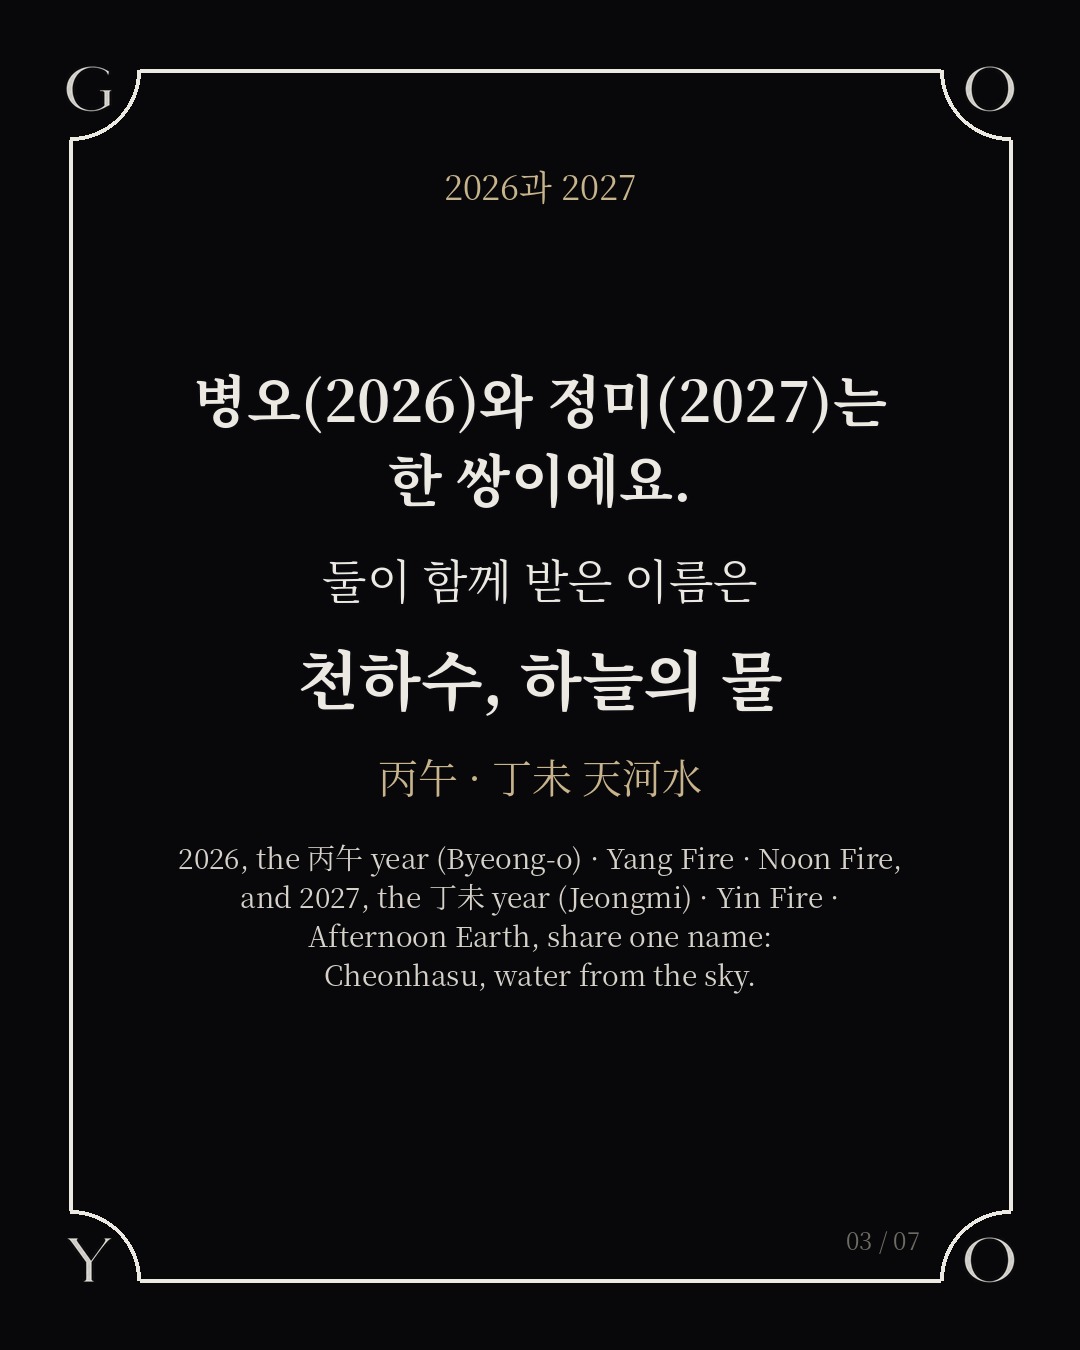 G O
2026과 2027
병오(2026)와 정미(2027)는
한 쌍이에요.
둘이 함께 받은 이름은
천하수, 하늘의 물
丙午 · 丁未 天河水
2026, the 丙午 year (Byeong-o) · Yang Fire · Noon Fire,
and 2027, the 丁未 year (Jeongmi) · Yin Fire ·
Afternoon Earth, share one name:
Cheonhasu, water from the sky.
03 / 07
Y O